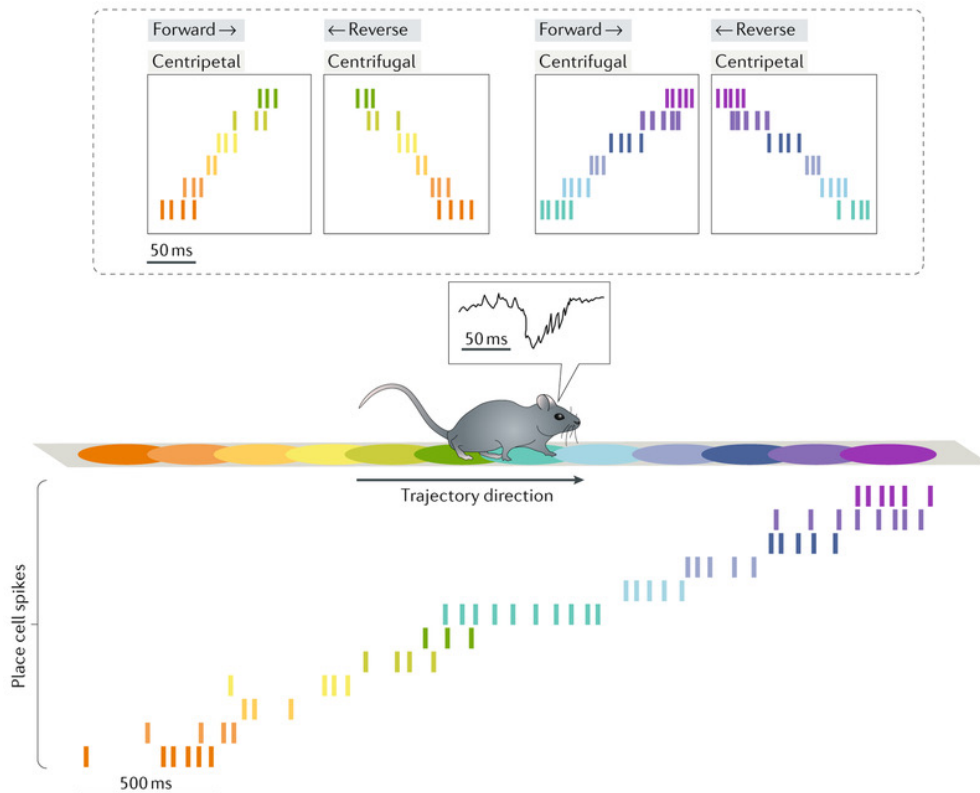 Forward →
← Reverse
Forward →
← Reverse
Centripetal
Centrifugal
Centrifugal
Centripetal
50 ms
50 ms
Trajectory direction
Place cell spikes
500 ms